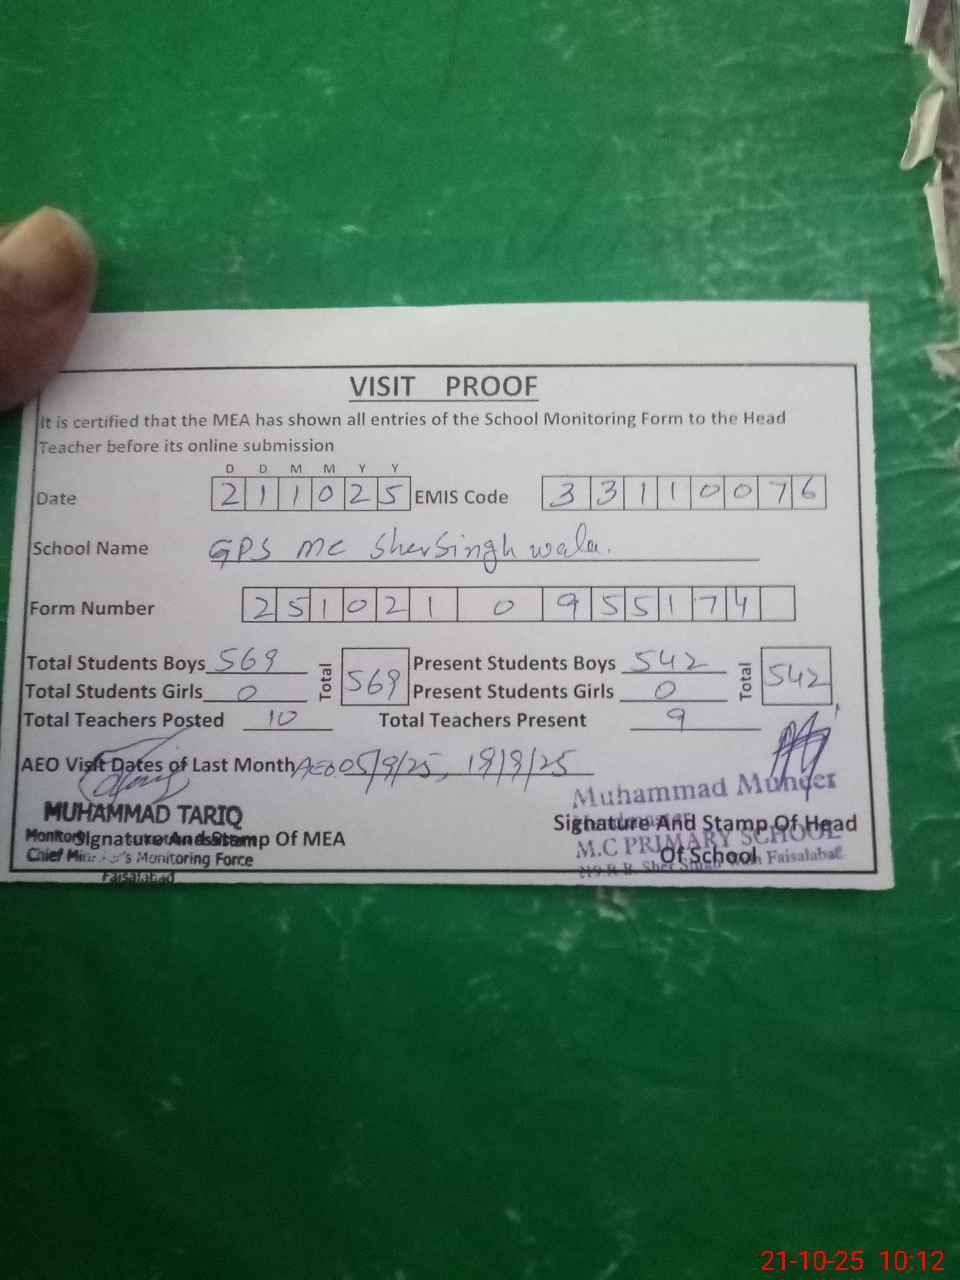 VISIT PROOF
It is certified that the MEA has shown all entries of the School Monitoring Form to the Head
Teacher before its online submission
D D M M Y Y
Date 2 1 1 0 2 5 EMIS Code 3 3 1 1 0 0 7 6
School Name GPS MC Sher Singh wala.
Form Number 2 5 1 0 2 1 0 9 5 5 1 7 4
Total Students Boys 569 Total 569 Present Students Boys 542 Total 542
Total Students Girls 0 Present Students Girls 0
Total Teachers Posted 10 Total Teachers Present 9
AEO Visit Dates of Last Month AEO 05/9/25, 18/9/25
MUHAMMAD TARIQ Muhammad Muneer
Signature And Stamp Of MEA Signature And Stamp Of Head
Of School
Chief Minister's Monitoring Force M.C PRIMARY SCHOOL
Faisalabad Faisalabad
21-10-25 10:12